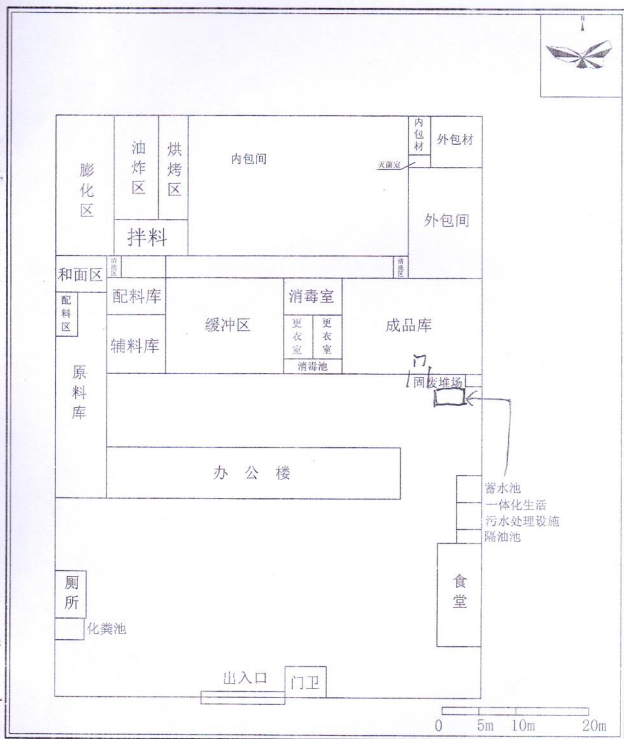 N
膨化区
油炸区
烘烤区
内包间
内包材
外包材
灭菌室
外包间
拌料
和面区
清洗区
清洗区
配料区
配料库
缓冲区
消毒室
成品库
更衣室
更衣室
辅料库
消毒池
门
固废堆场
原料库
办公楼
蓄水池
一体化生活
污水处理设施
隔油池
食堂
厕所
化粪池
出入口
门卫
0 5m 10m 20m